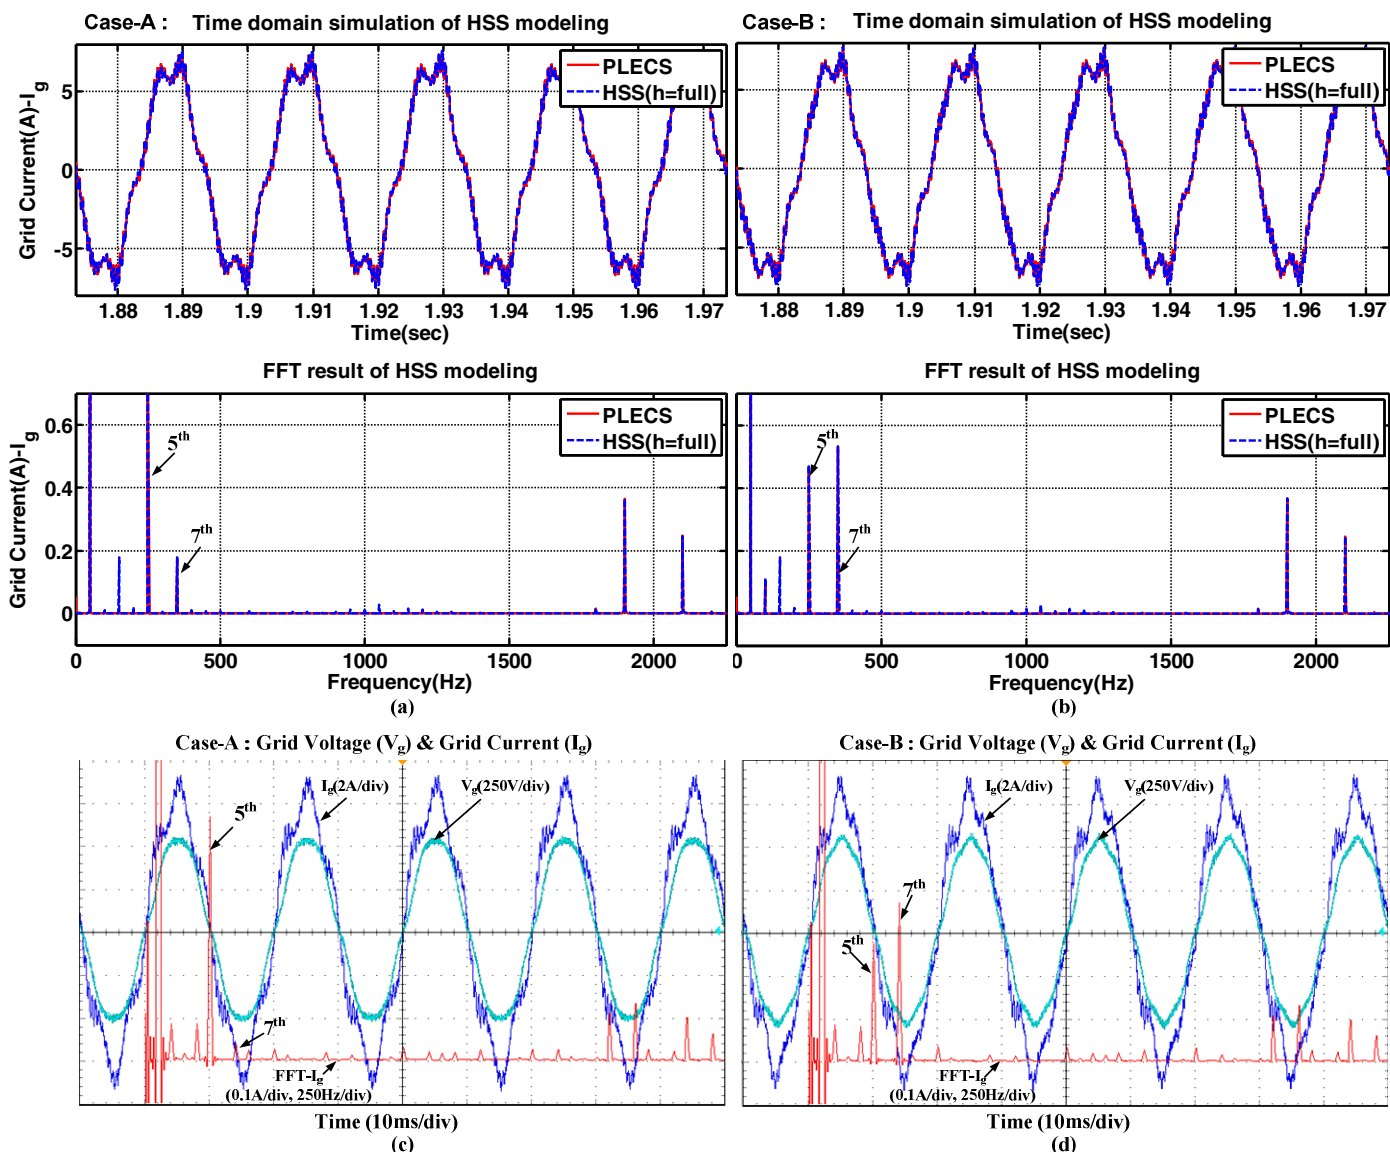 Case-A : Time domain simulation of HSS modeling
Case-B : Time domain simulation of HSS modeling
Grid Current(A)-Ig
5
0
-5
PLECS
HSS(h=full)
PLECS
HSS(h=full)
1.88 1.89 1.9 1.91 1.92 1.93 1.94 1.95 1.96 1.97
Time(sec)
1.88 1.89 1.9 1.91 1.92 1.93 1.94 1.95 1.96 1.97
Time(sec)
FFT result of HSS modeling
FFT result of HSS modeling
Grid Current(A)-Ig
0.6
0.4
0.2
0
PLECS
HSS(h=full)
5th
7th
PLECS
HSS(h=full)
5th
7th
0 500 1000 1500 2000
Frequency(Hz)
(a)
0 500 1000 1500 2000
Frequency(Hz)
(b)
Case-A : Grid Voltage (Vg) & Grid Current (Ig)
Ig(2A/div)
Vg(250V/div)
5th
7th
FFT-Ig
(0.1A/div, 250Hz/div)
Time (10ms/div)
(c)
Case-B : Grid Voltage (Vg) & Grid Current (Ig)
Ig(2A/div)
Vg(250V/div)
7th
5th
FFT-Ig
(0.1A/div, 250Hz/div)
Time (10ms/div)
(d)